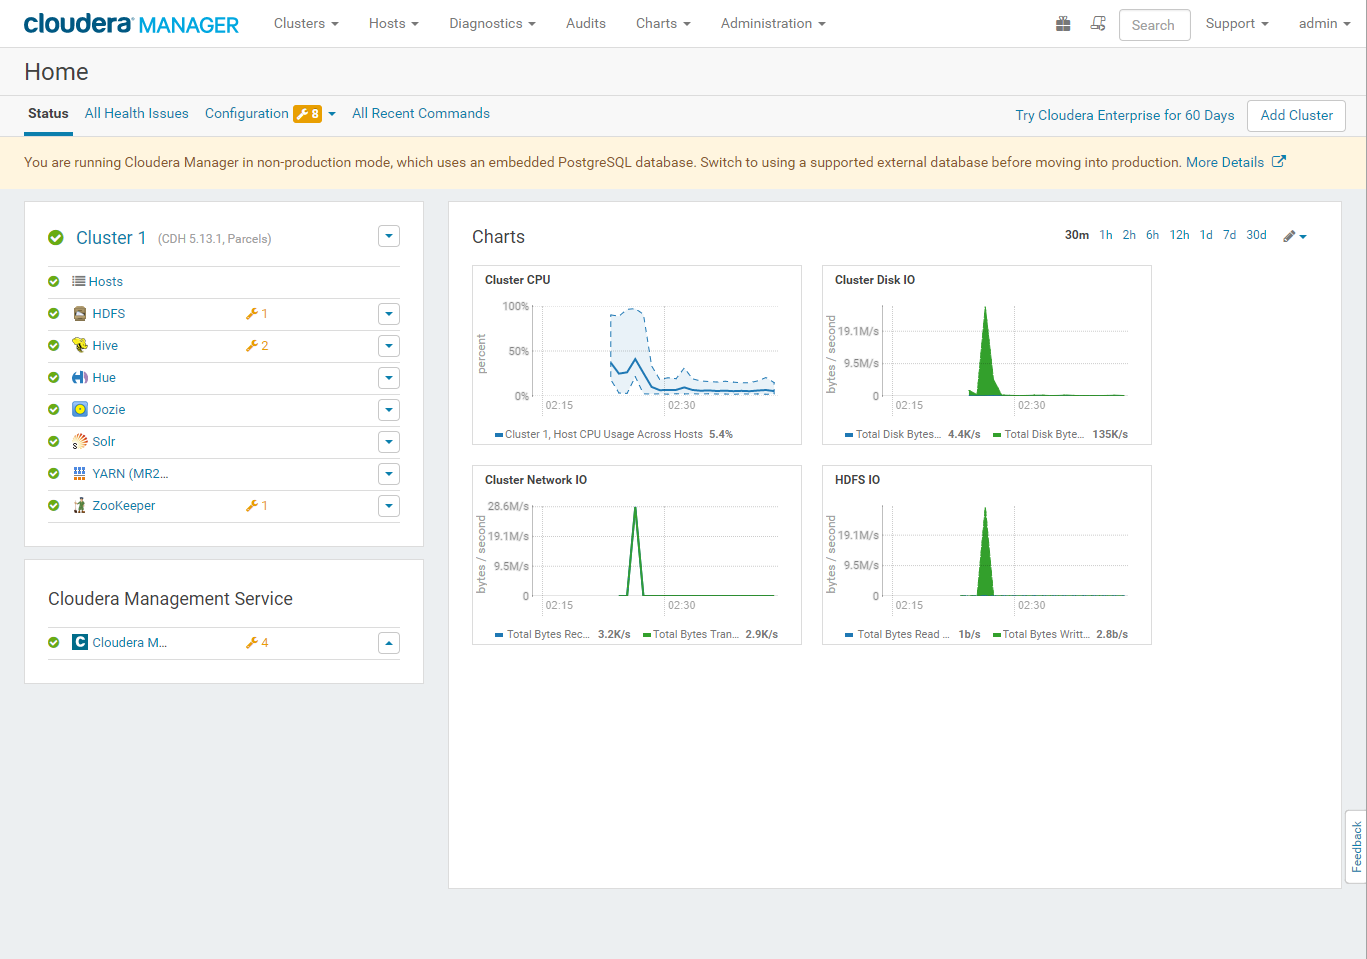 cloudera MANAGER Clusters Hosts Diagnostics Audits Charts Administration Search Support admin
Home
Status All Health Issues Configuration 8 All Recent Commands Try Cloudera Enterprise for 60 Days Add Cluster
You are running Cloudera Manager in non-production mode, which uses an embedded PostgreSQL database. Switch to using a supported external database before moving into production. More Details
Cluster 1 (CDH 5.13.1, Parcels)
Hosts
HDFS 1
Hive 2
Hue
Oozie
Solr
YARN (MR2...
ZooKeeper 1
Cloudera Management Service
C Cloudera M... 4
Charts 30m 1h 2h 6h 12h 1d 7d 30d
Cluster CPU
percent
100%
50%
0%
02:15 02:30
Cluster 1, Host CPU Usage Across Hosts 5.4%
Cluster Disk IO
bytes / second
19.1M/s
9.5M/s
0
02:15 02:30
Total Disk Bytes... 4.4K/s Total Disk Byte... 135K/s
Cluster Network IO
bytes / second
28.6M/s
19.1M/s
9.5M/s
0
02:15 02:30
Total Bytes Rec... 3.2K/s Total Bytes Tran... 2.9K/s
HDFS IO
bytes / second
19.1M/s
9.5M/s
0
02:15 02:30
Total Bytes Read ... 1b/s Total Bytes Writt... 2.8b/s
Feedback